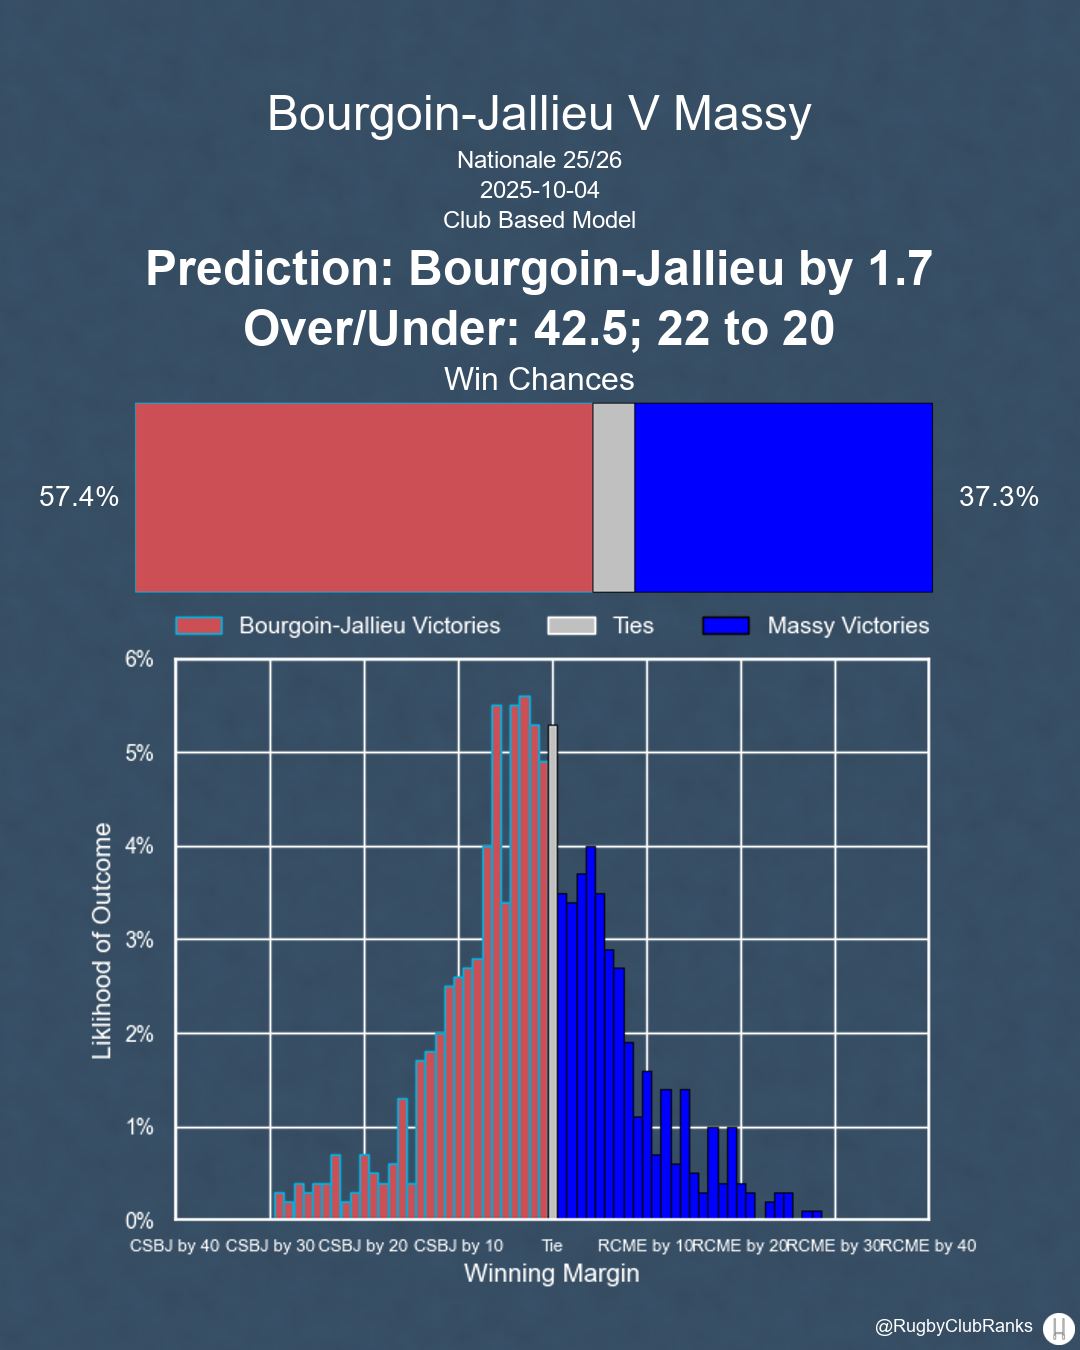 Bourgoin-Jallieu V Massy
Nationale 25/26
2025-10-04
Club Based Model
Prediction: Bourgoin-Jallieu by 1.7
Over/Under: 42.5; 22 to 20
Win Chances
57.4%
37.3%
Bourgoin-Jallieu Victories
Ties
Massy Victories
6%
5%
4%
3%
2%
1%
0%
Liklihood of Outcome
CSBJ by 40
CSBJ by 30
CSBJ by 20
CSBJ by 10
Tie
RCME by 10
RCME by 20
RCME by 30
RCME by 40
Winning Margin
@RugbyClubRanks